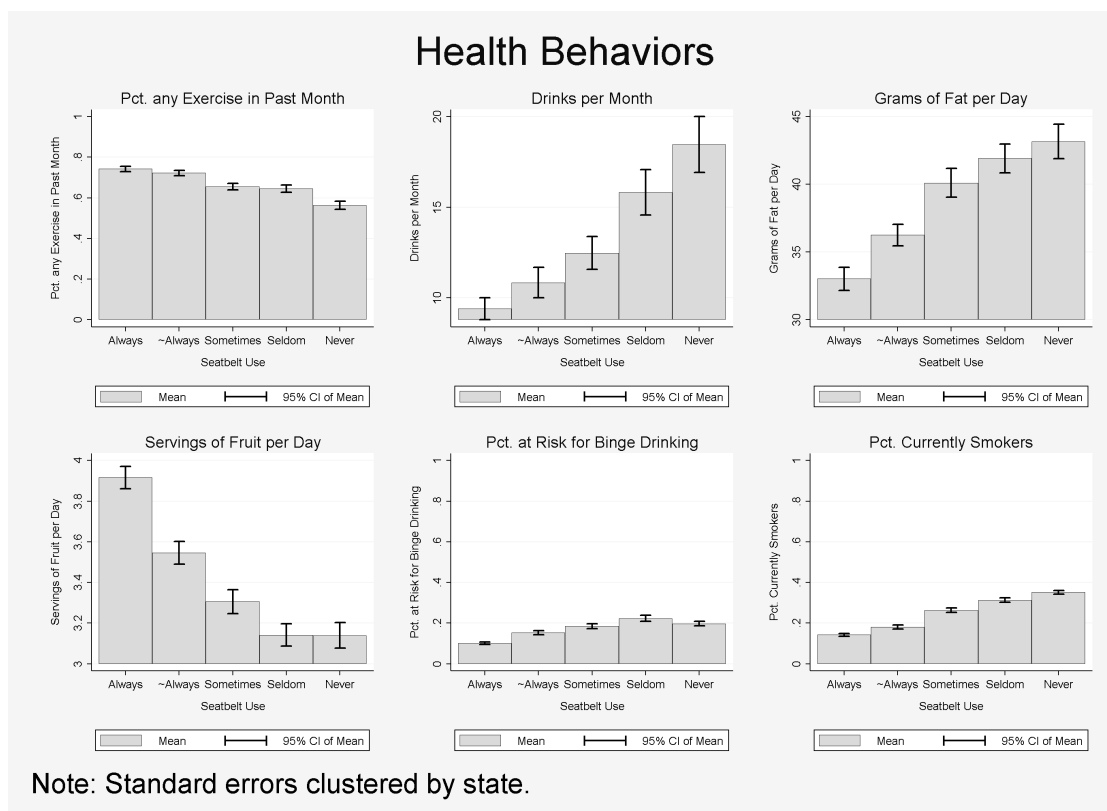 Health Behaviors
Pct. any Exercise in Past Month
Pct. any Exercise in Past Month
1
.8
.6
.4
.2
0
Always ~Always Sometimes Seldom Never
Seatbelt Use
Mean 95% CI of Mean
Drinks per Month
Drinks per Month
20
15
10
Always ~Always Sometimes Seldom Never
Seatbelt Use
Mean 95% CI of Mean
Grams of Fat per Day
Grams of Fat per Day
45
40
35
30
Always ~Always Sometimes Seldom Never
Seatbelt Use
Mean 95% CI of Mean
Servings of Fruit per Day
Servings of Fruit per Day
4
3.8
3.6
3.4
3.2
3
Always ~Always Sometimes Seldom Never
Seatbelt Use
Mean 95% CI of Mean
Pct. at Risk for Binge Drinking
Pct. at Risk for Binge Drinking
1
.8
.6
.4
.2
0
Always ~Always Sometimes Seldom Never
Seatbelt Use
Mean 95% CI of Mean
Pct. Currently Smokers
Pct. Currently Smokers
1
.8
.6
.4
.2
0
Always ~Always Sometimes Seldom Never
Seatbelt Use
Mean 95% CI of Mean
Note: Standard errors clustered by state.